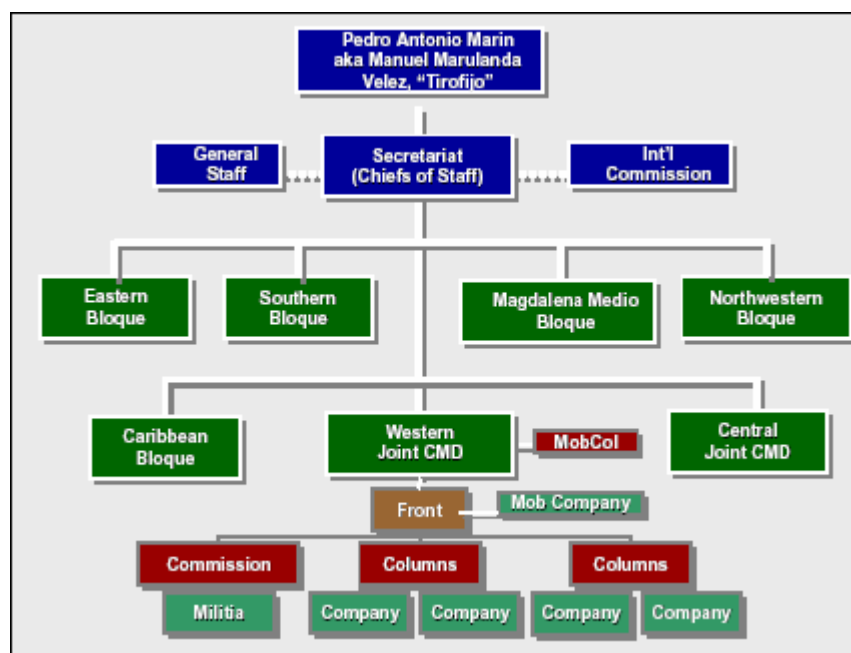 Pedro Antonio Marin
aka Manuel Marulanda
Velez, “Tirofijo”
General
Staff
Secretariat
(Chiefs of Staff)
Int'l
Commission
Eastern
Bloque
Southern
Bloque
Magdalena Medio
Bloque
Northwestern
Bloque
Caribbean
Bloque
Western
Joint CMD
MobCol
Central
Joint CMD
Front
Mob Company
Commission
Columns
Columns
Militia
Company
Company
Company
Company